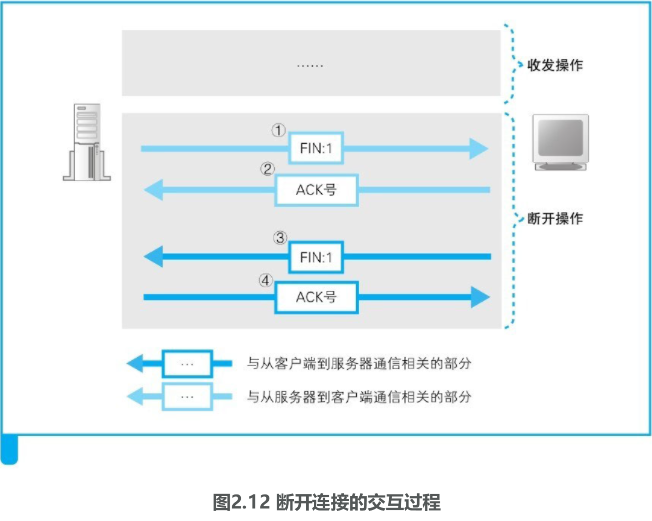 ……
收发操作
①
FIN:1
②
ACK号
断开操作
③
FIN:1
④
ACK号
… 与从客户端到服务器通信相关的部分
… 与从服务器到客户端通信相关的部分
图2.12 断开连接的交互过程